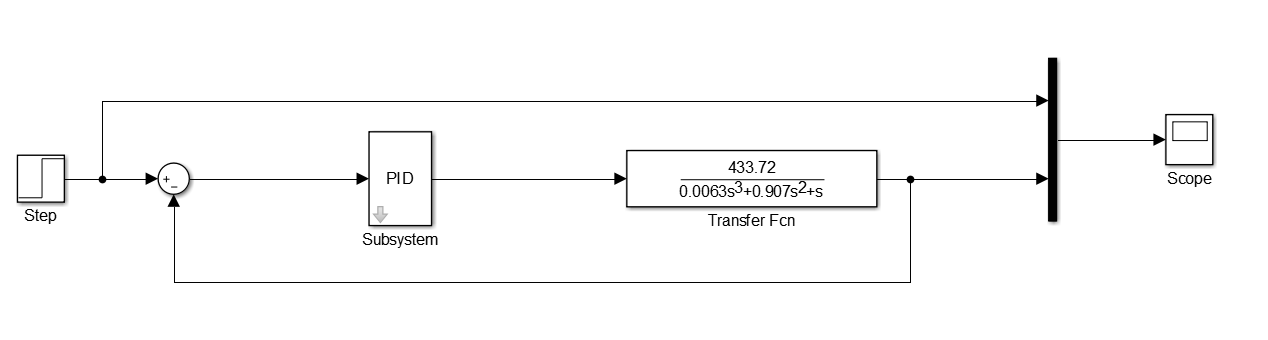 Step
+
−
PID
Subsystem
433.72
0.0063s3+0.907s2+s
Transfer Fcn
Scope